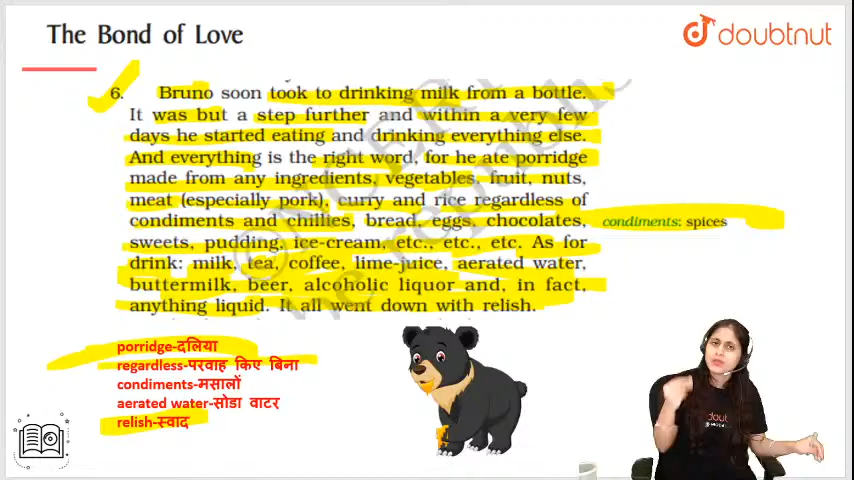 The Bond of Love
doubtnut
6. Bruno soon took to drinking milk from a bottle.
It was but a step further and within a very few
days he started eating and drinking everything else.
And everything is the right word, for he ate porridge
made from any ingredients, vegetables, fruit, nuts,
meat (especially pork), curry and rice regardless of
condiments and chillies, bread, eggs, chocolates,
condiments: spices
sweets, pudding, ice-cream, etc., etc., etc. As for
drink: milk, tea, coffee, lime-juice, aerated water,
buttermilk, beer, alcoholic liquor and, in fact,
anything liquid. It all went down with relish.
porridge-दलिया
regardless-परवाह किए बिना
condiments-मसालों
aerated water-सोडा वाटर
relish-स्वाद